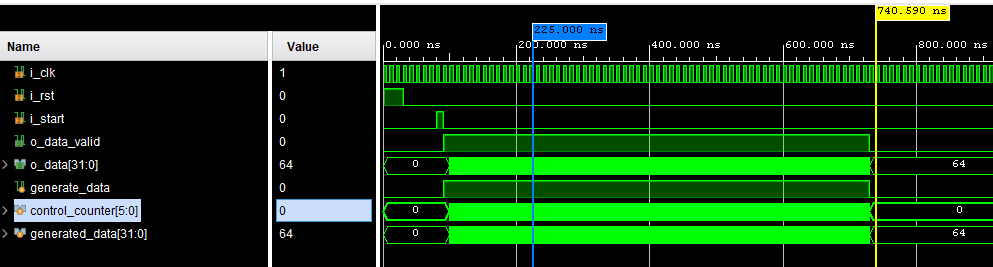 740.590 ns
225.000 ns
Name Value
0.000 ns 200.000 ns 400.000 ns 600.000 ns 800.000 ns
i_clk 1
i_rst 0
i_start 0
o_data_valid 0
o_data[31:0] 64 0 64
generate_data 0
control_counter[5:0] 0 0 0
generated_data[31:0] 64 0 64